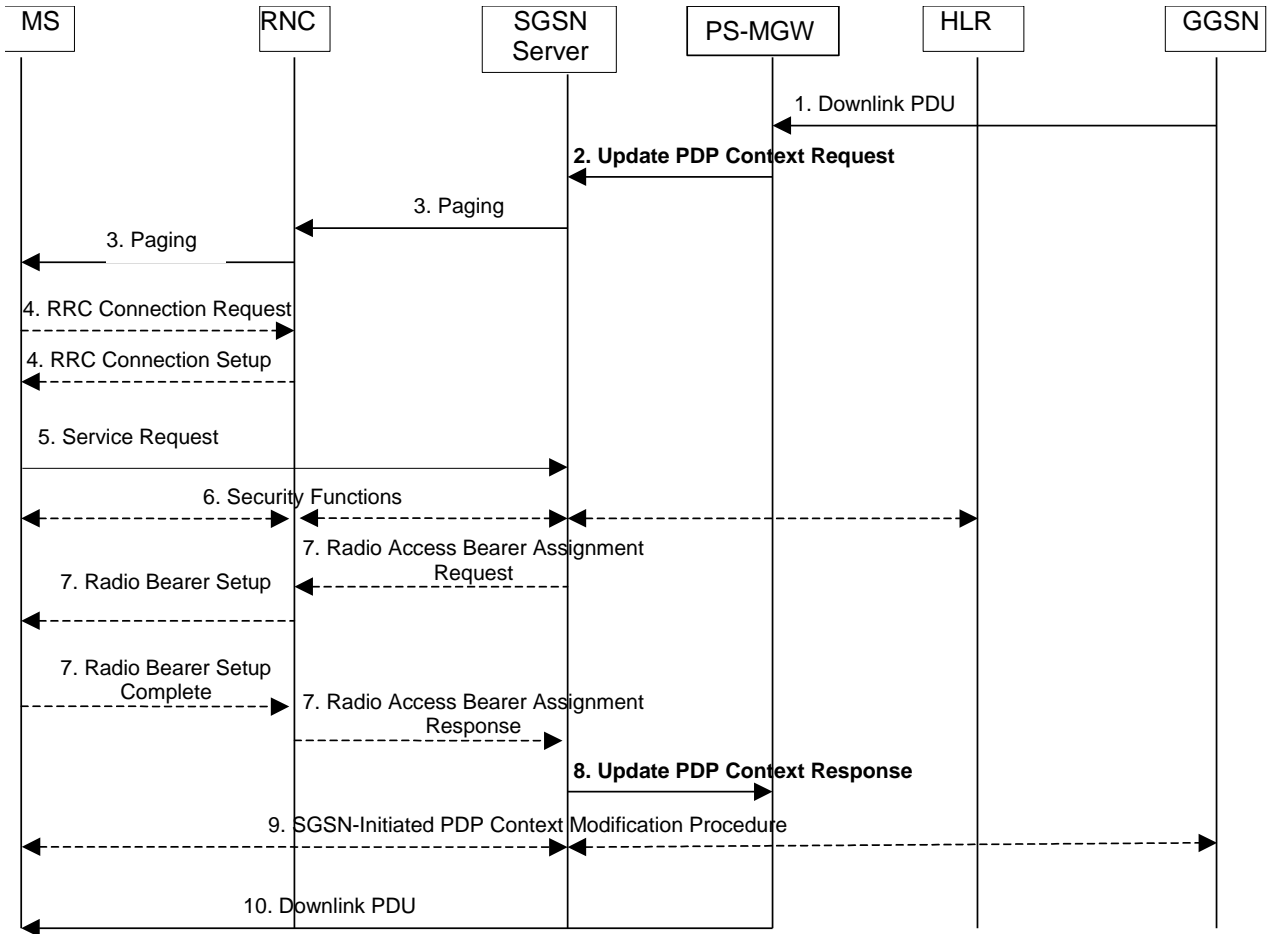 MS
RNC
SGSN
Server
PS-MGW
HLR
GGSN
1. Downlink PDU
2. Update PDP Context Request
3. Paging
3. Paging
4. RRC Connection Request
4. RRC Connection Setup
5. Service Request
6. Security Functions
7. Radio Access Bearer Assignment
Request
7. Radio Bearer Setup
7. Radio Bearer Setup
Complete
7. Radio Access Bearer Assignment
Response
8. Update PDP Context Response
9. SGSN-Initiated PDP Context Modification Procedure
10. Downlink PDU